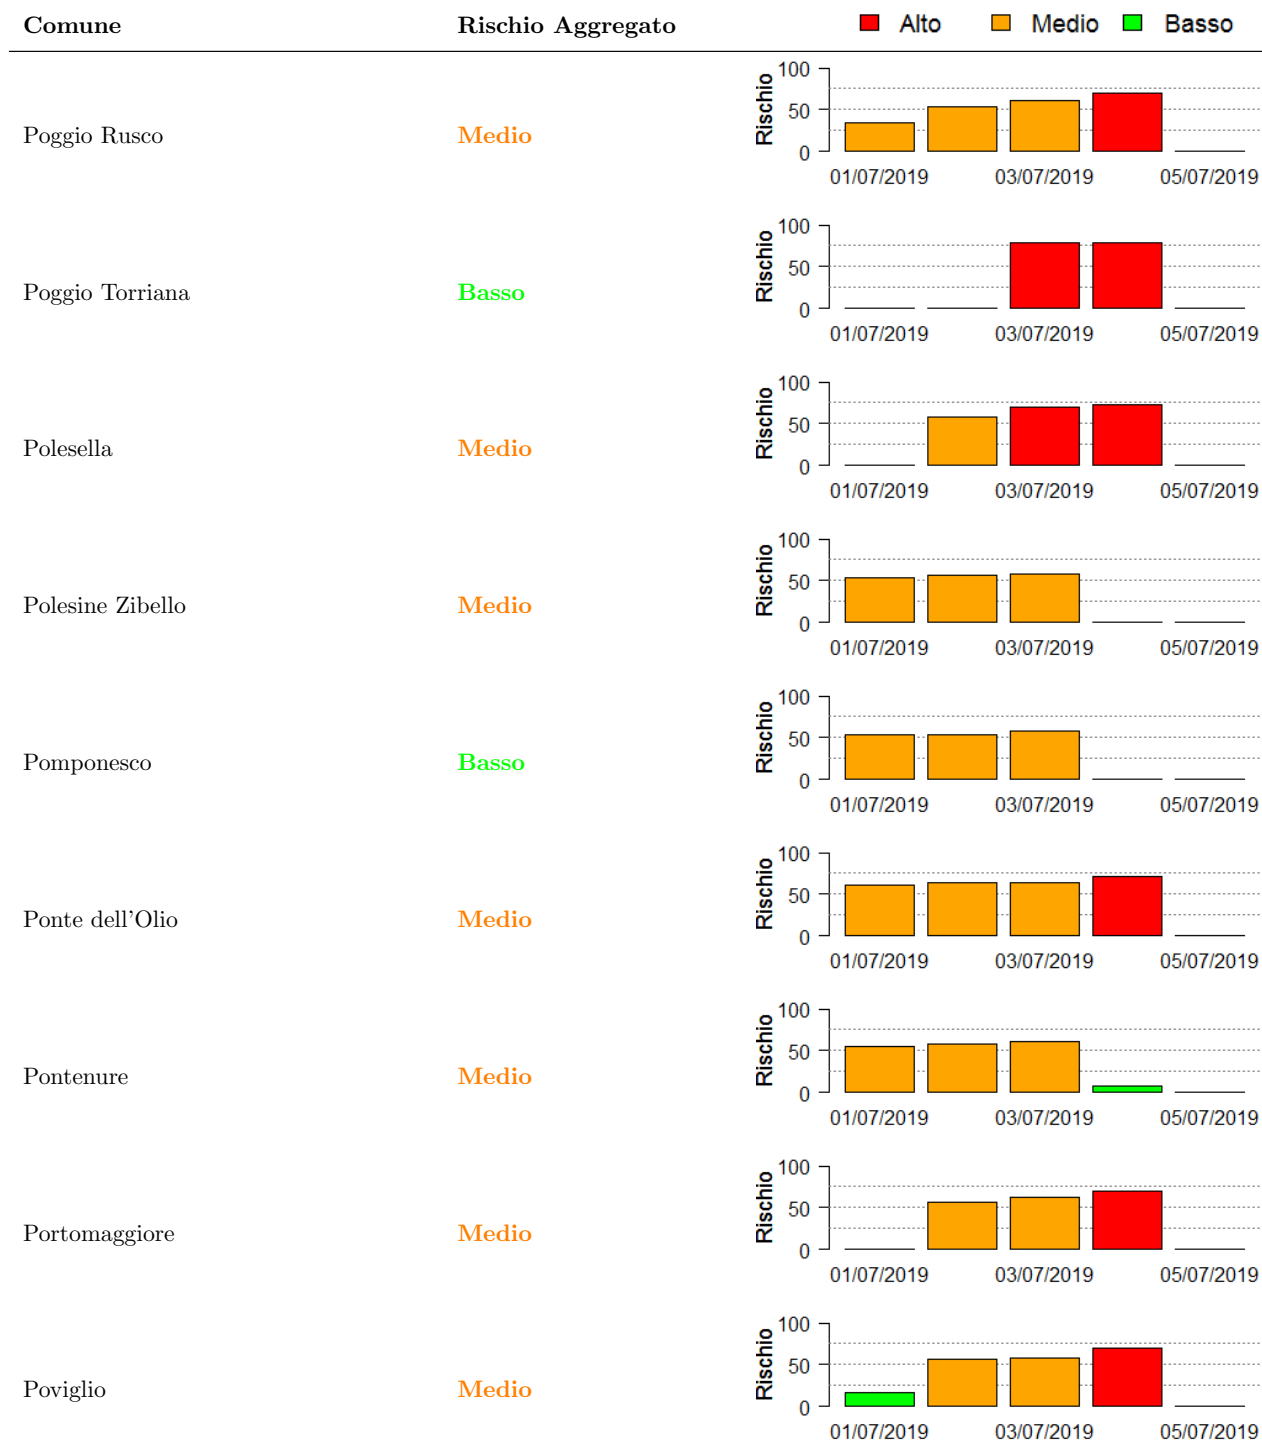 Comune Rischio Aggregato Alto Medio Basso
Poggio Rusco Medio
Rischio
100
50
0
01/07/2019 03/07/2019 05/07/2019
Poggio Torriana Basso
Rischio
100
50
0
01/07/2019 03/07/2019 05/07/2019
Polesella Medio
Rischio
100
50
0
01/07/2019 03/07/2019 05/07/2019
Polesine Zibello Medio
Rischio
100
50
0
01/07/2019 03/07/2019 05/07/2019
Pomponesco Basso
Rischio
100
50
0
01/07/2019 03/07/2019 05/07/2019
Ponte dell'Olio Medio
Rischio
100
50
0
01/07/2019 03/07/2019 05/07/2019
Pontenure Medio
Rischio
100
50
0
01/07/2019 03/07/2019 05/07/2019
Portomaggiore Medio
Rischio
100
50
0
01/07/2019 03/07/2019 05/07/2019
Poviglio Medio
Rischio
100
50
0
01/07/2019 03/07/2019 05/07/2019